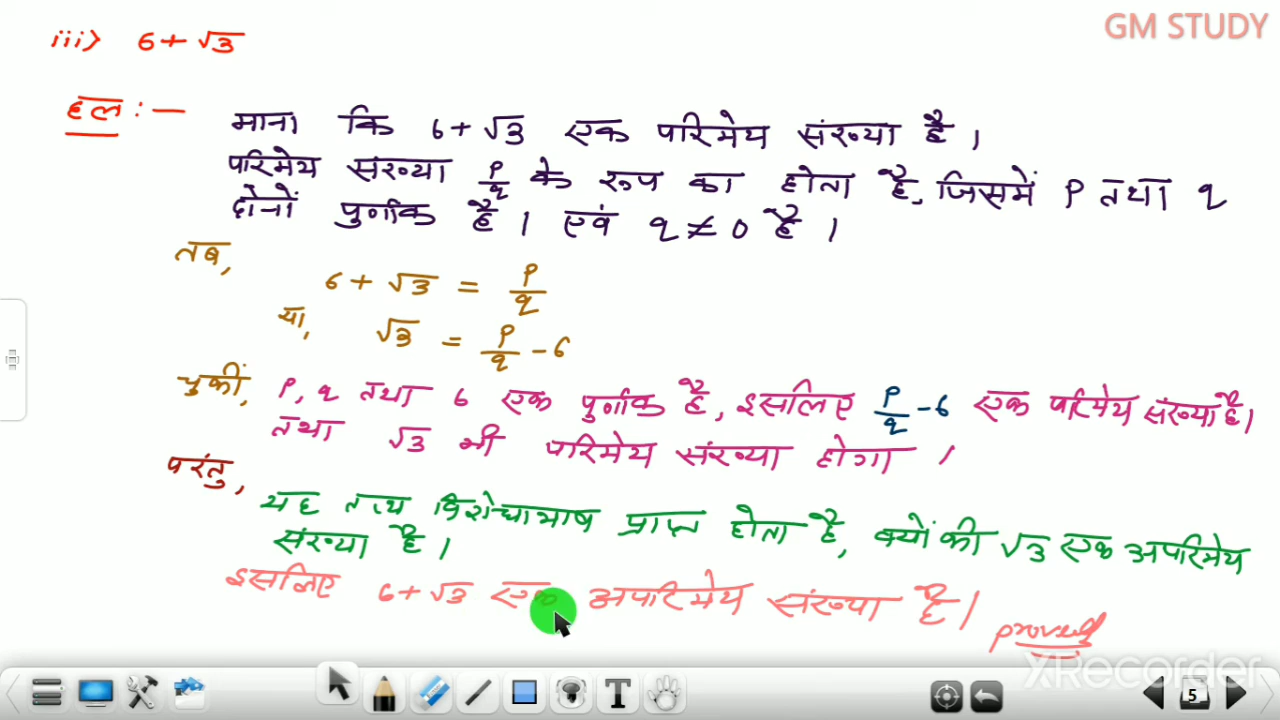 GM STUDY
iii) 6 + √3
हल :-
माना कि 6 + √3 एक परिमेय संख्या है।
परिमेय संख्या p/q के रूप का होता है, जिसमें p तथा q
दोनों पुर्णांक है। एवं q ≠ 0 है।
तब,
6 + √3 = p/q
या, √3 = p/q - 6
चुकीं, p, q तथा 6 एक पुर्णांक है, इसलिए p/q - 6 एक परिमेय संख्या है।
तथा √3 भी परिमेय संख्या होगा।
परंतु,
यह तथ्य विरोधाभाष प्राप्त होता है, क्यों की √3 एक अपरिमेय
संख्या है।
इसलिए 6 + √3 एक अपरिमेय संख्या है।
proved
XRecorder
5